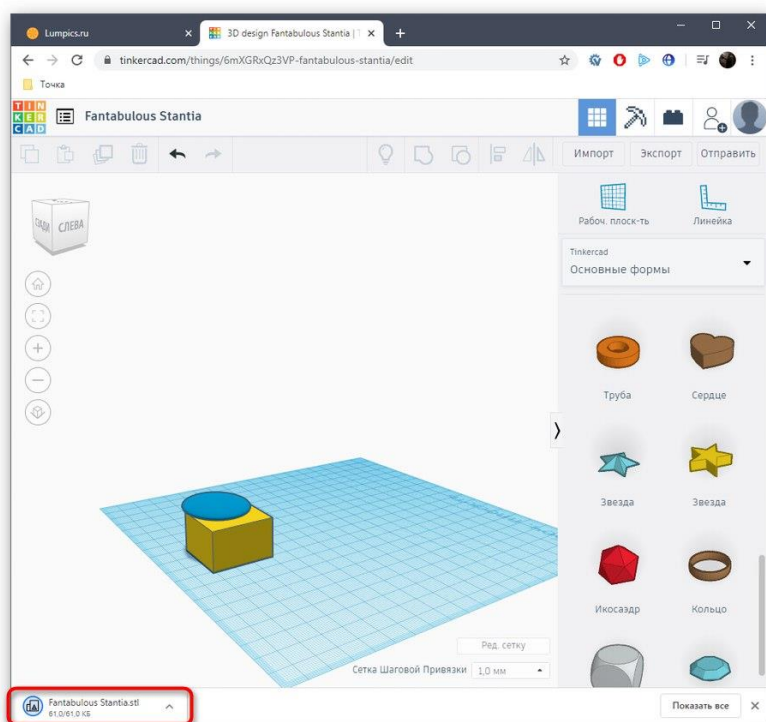 Lumpics.ru
3D design Fantabulous Stantia | T
tinkercad.com/things/6mXGRxQz3VP-fantabulous-stantia/edit
Точка
TIN
KER
CAD
Fantabulous Stantia
Импорт
Экспорт
Отправить
СЗАДИ
СЛЕВА
Рабоч. плоск-ть
Линейка
Tinkercad
Основные формы
Труба
Сердце
Звезда
Звезда
Икосаэдр
Кольцо
Ред. сетку
Сетка Шаговой Привязки
1,0 мм
Fantabulous Stantia.stl
61,0/61,0 КБ
Показать все